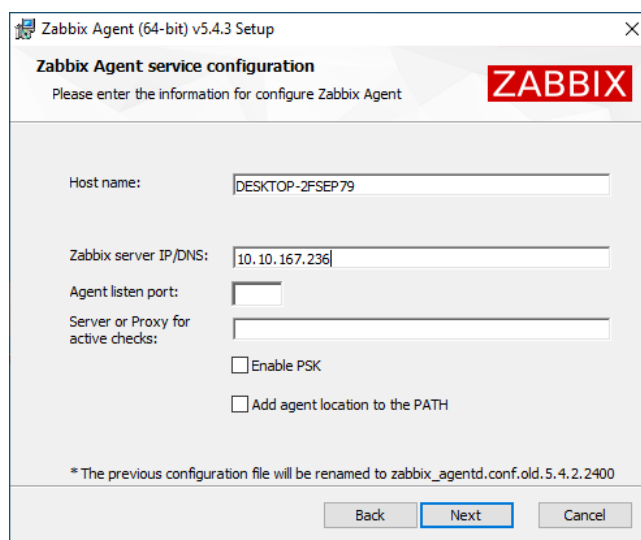 Zabbix Agent (64-bit) v5.4.3 Setup
Zabbix Agent service configuration
Please enter the information for configure Zabbix Agent
ZABBIX
Host name:
DESKTOP-2FSEP79
Zabbix server IP/DNS:
10.10.167.236
Agent listen port:
Server or Proxy for
active checks:
Enable PSK
Add agent location to the PATH
* The previous configuration file will be renamed to zabbix_agentd.conf.old.5.4.2.2400
Back
Next
Cancel